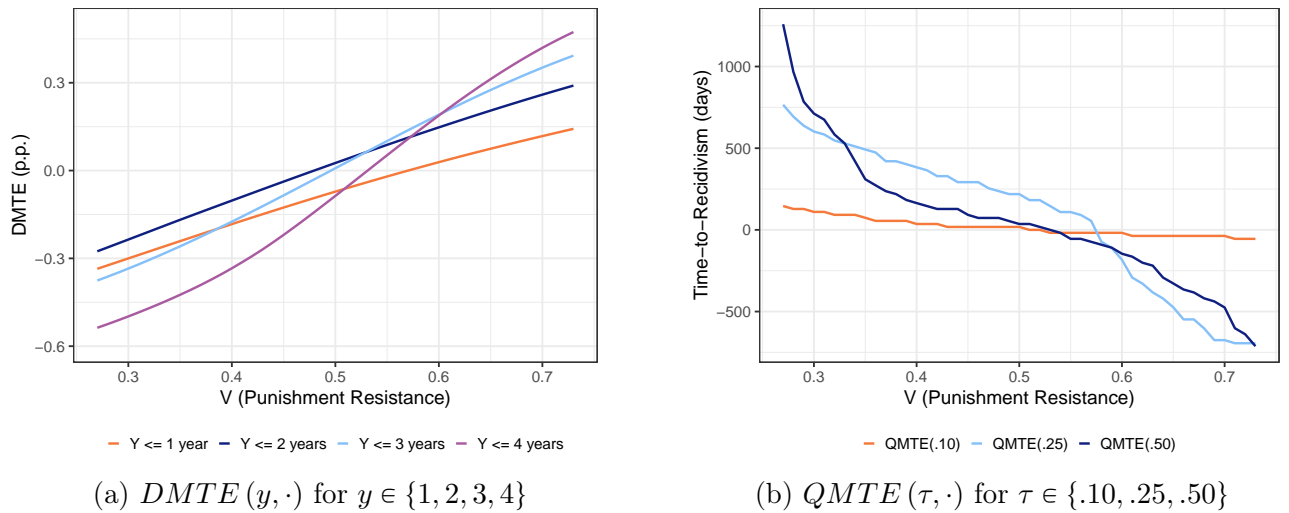 0.3
0.0
−0.3
−0.6
DMTE (p.p.)
0.3 0.4 0.5 0.6 0.7
V (Punishment Resistance)
Y <= 1 year Y <= 2 years Y <= 3 years Y <= 4 years
(a) DMTE (y, ·) for y ∈ {1, 2, 3, 4}
1000
500
0
−500
Time−to−Recidivism (days)
0.3 0.4 0.5 0.6 0.7
V (Punishment Resistance)
QMTE(.10) QMTE(.25) QMTE(.50)
(b) QMTE (τ, ·) for τ ∈ {.10, .25, .50}